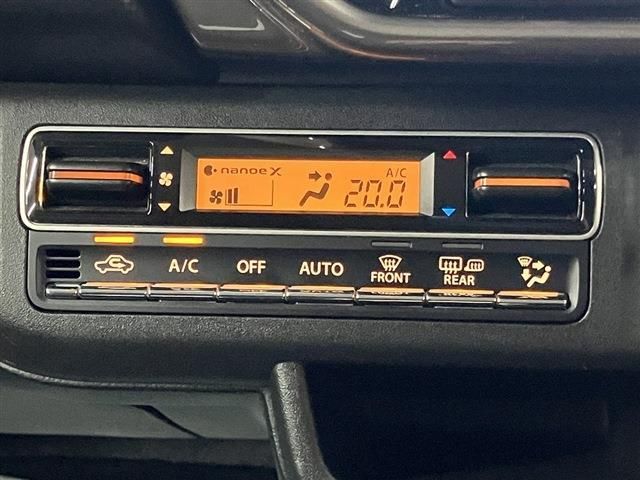 nanoe X
A/C
20.0
A/C
OFF
AUTO
FRONT
REAR